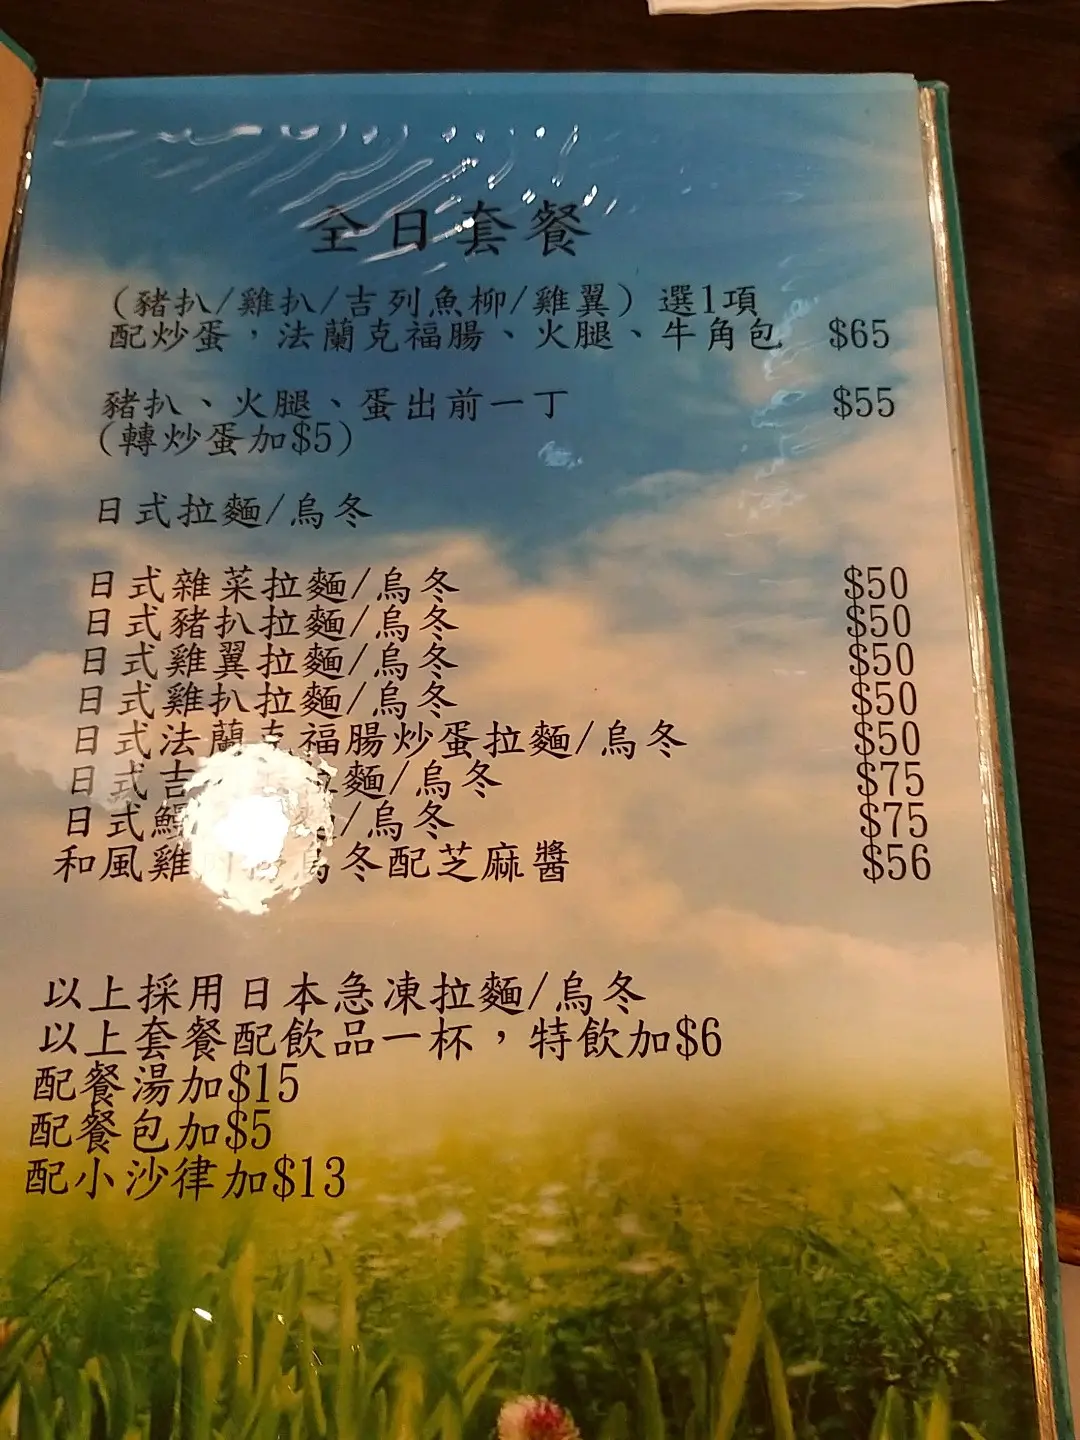 全日套餐
(豬扒/雞扒/吉列魚柳/雞翼) 選1項
配炒蛋,法蘭克福腸、火腿、牛角包 $65
豬扒、火腿、蛋出前一丁 $55
(轉炒蛋加$5)
日式拉麵/烏冬
日式雜菜拉麵/烏冬 $50
日式豬扒拉麵/烏冬 $50
日式雞翼拉麵/烏冬 $50
日式雞扒拉麵/烏冬 $50
日式法蘭克福腸炒蛋拉麵/烏冬 $50
日式吉 拉麵/烏冬 $75
日式鰻 /烏冬 $75
和風雞 烏冬配芝麻醬 $56
以上採用日本急凍拉麵/烏冬
以上套餐配飲品一杯,特飲加$6
配餐湯加$15
配餐包加$5
配小沙律加$13